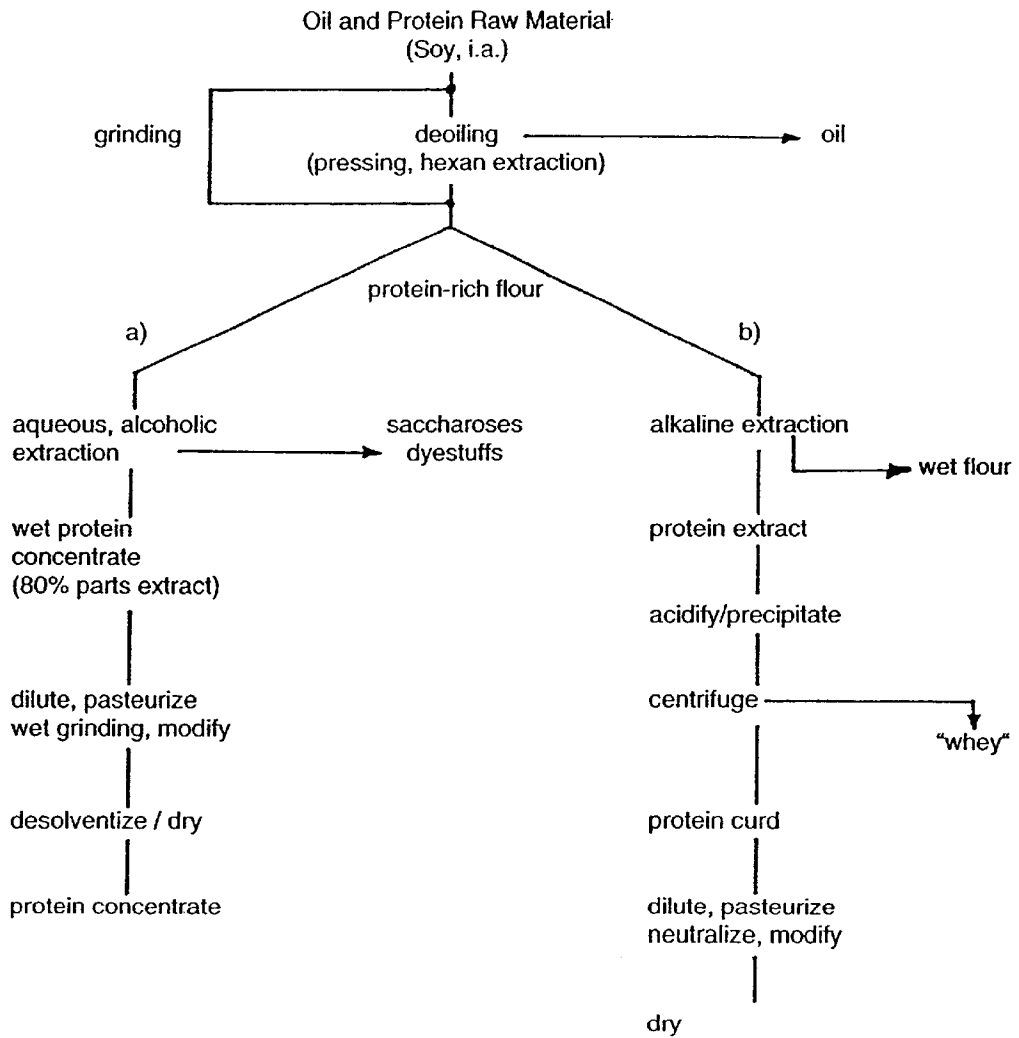 Oil and Protein Raw Material
(Soy, i.a.)
grinding
deoiling
(pressing, hexan extraction)
oil
protein-rich flour
a)
b)
aqueous, alcoholic
extraction
saccharoses
dyestuffs
alkaline extraction
wet flour
wet protein
concentrate
(80% parts extract)
protein extract
acidify/precipitate
dilute, pasteurize
wet grinding, modify
centrifuge
"whey"
desolventize / dry
protein curd
protein concentrate
dilute, pasteurize
neutralize, modify
dry